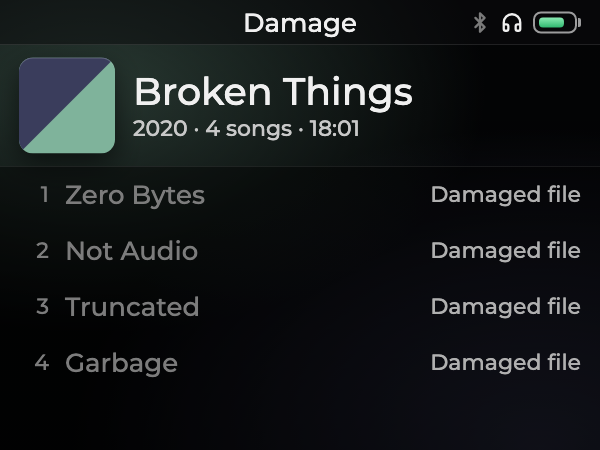 Damage
Broken Things
2020 · 4 songs · 18:01
1 Zero Bytes Damaged file
2 Not Audio Damaged file
3 Truncated Damaged file
4 Garbage Damaged file